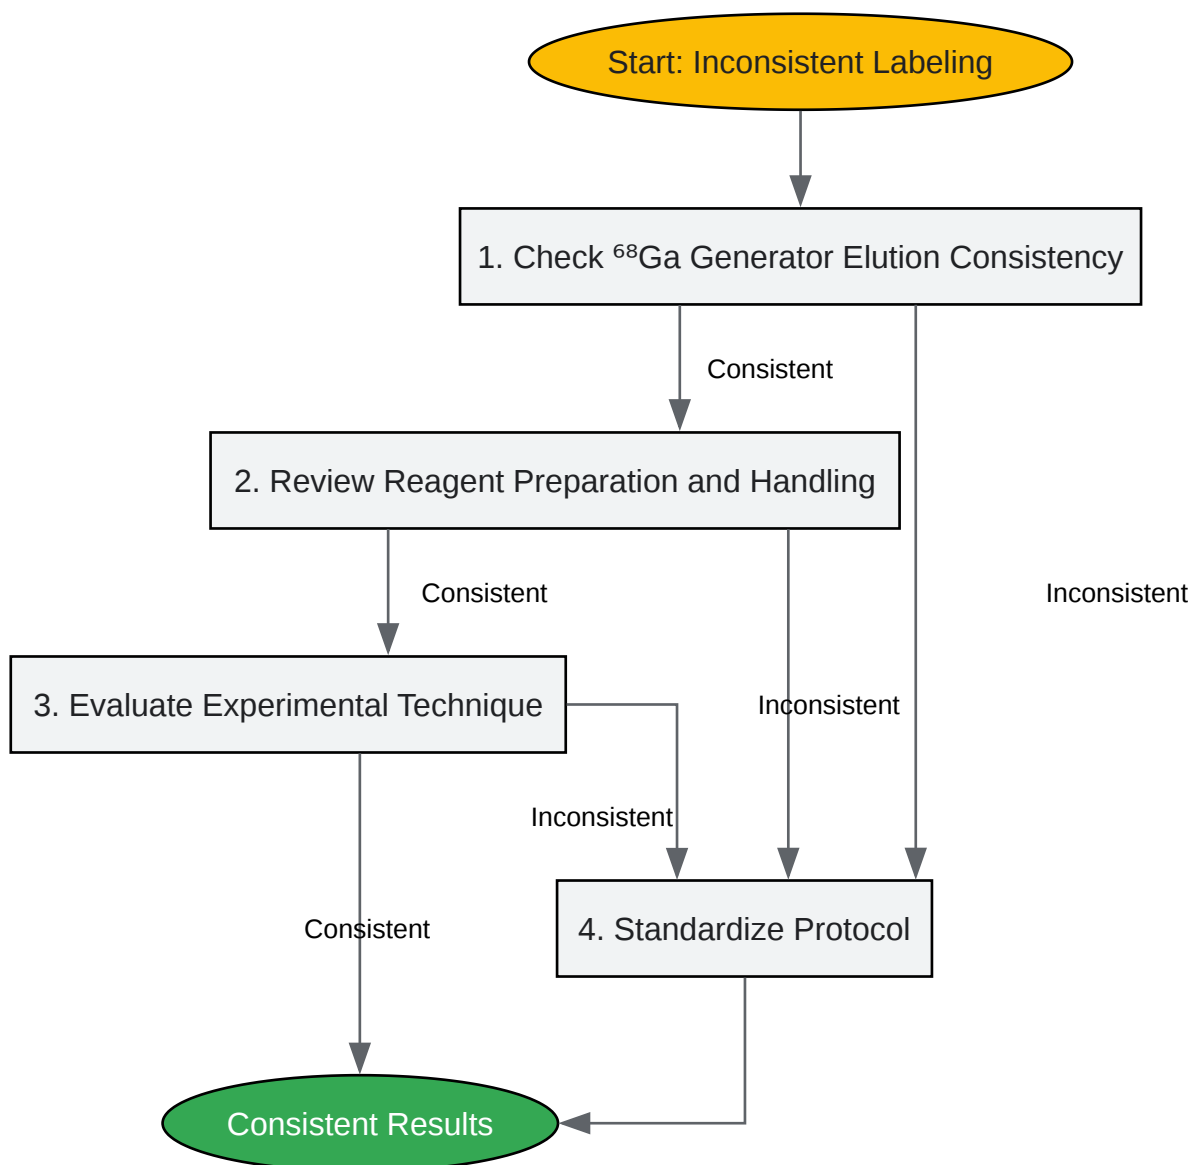 Start: Inconsistent Labeling
1. Check ⁶⁸Ga Generator Elution Consistency
Consistent
2. Review Reagent Preparation and Handling
Consistent
Inconsistent
3. Evaluate Experimental Technique
Inconsistent
Inconsistent
Consistent
4. Standardize Protocol
Consistent Results